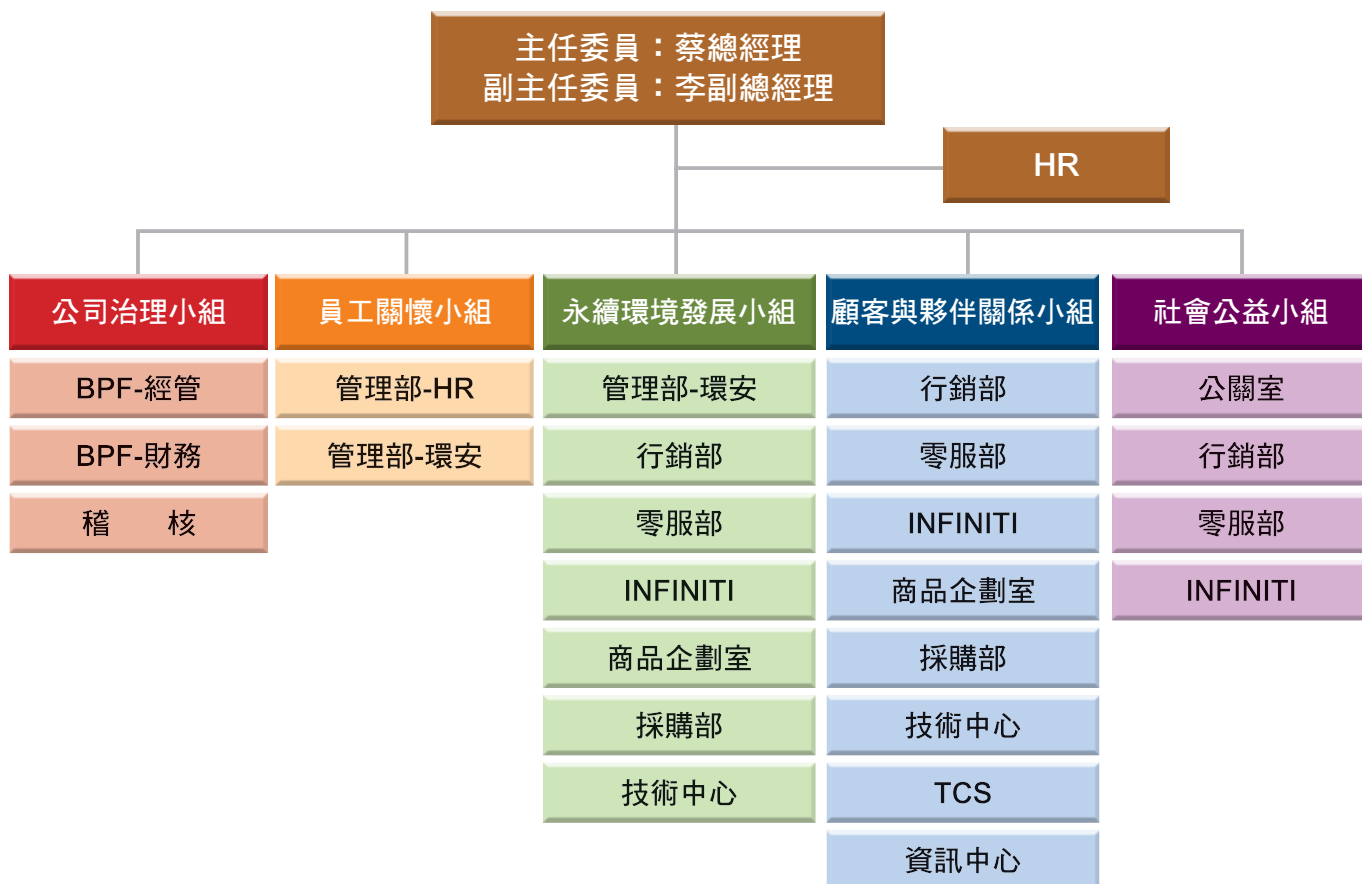 主任委員：蔡總經理
副主任委員：李副總經理
HR
公司治理小組
BPF-經管
BPF-財務
稽　　核
員工關懷小組
管理部-HR
管理部-環安
永續環境發展小組
管理部-環安
行銷部
零服部
INFINITI
商品企劃室
採購部
技術中心
顧客與夥伴關係小組
行銷部
零服部
INFINITI
商品企劃室
採購部
技術中心
TCS
資訊中心
社會公益小組
公關室
行銷部
零服部
INFINITI